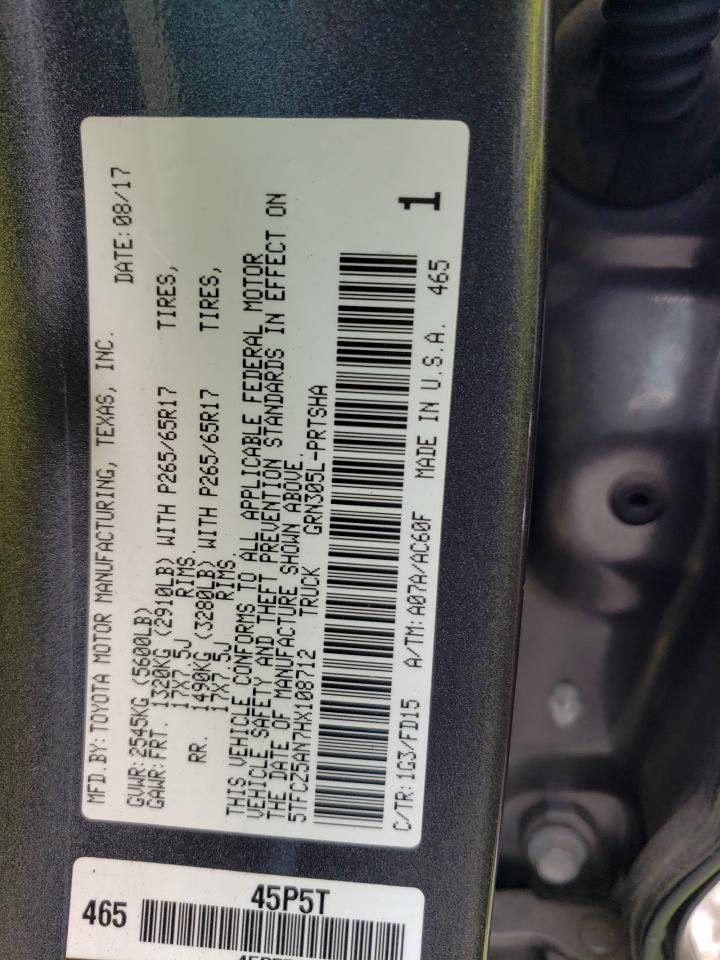 MFD.BY:TOYOTA MOTOR MANUFACTURING, TEXAS, INC.
DATE:08/17
GVWR:2545KG (5600LB)
GAWR:FRT. 1320KG (2910LB) WITH P265/65R17 TIRES,
17X7.5J RIMS.
RR. 1490KG (3280LB) WITH P265/65R17 TIRES,
17X7.5J RIMS.
THIS VEHICLE CONFORMS TO ALL APPLICABLE FEDERAL MOTOR
VEHICLE SAFETY AND THEFT PREVENTION STANDARDS IN EFFECT ON
THE DATE OF MANUFACTURE SHOWN ABOVE.
5TFCZ5AN7HX108712 TRUCK GRN305L-PRTSHA
1
C/TR:1G3/FD15 A/TM:A07A/AC60F MADE IN U.S.A. 465
465
45P5T